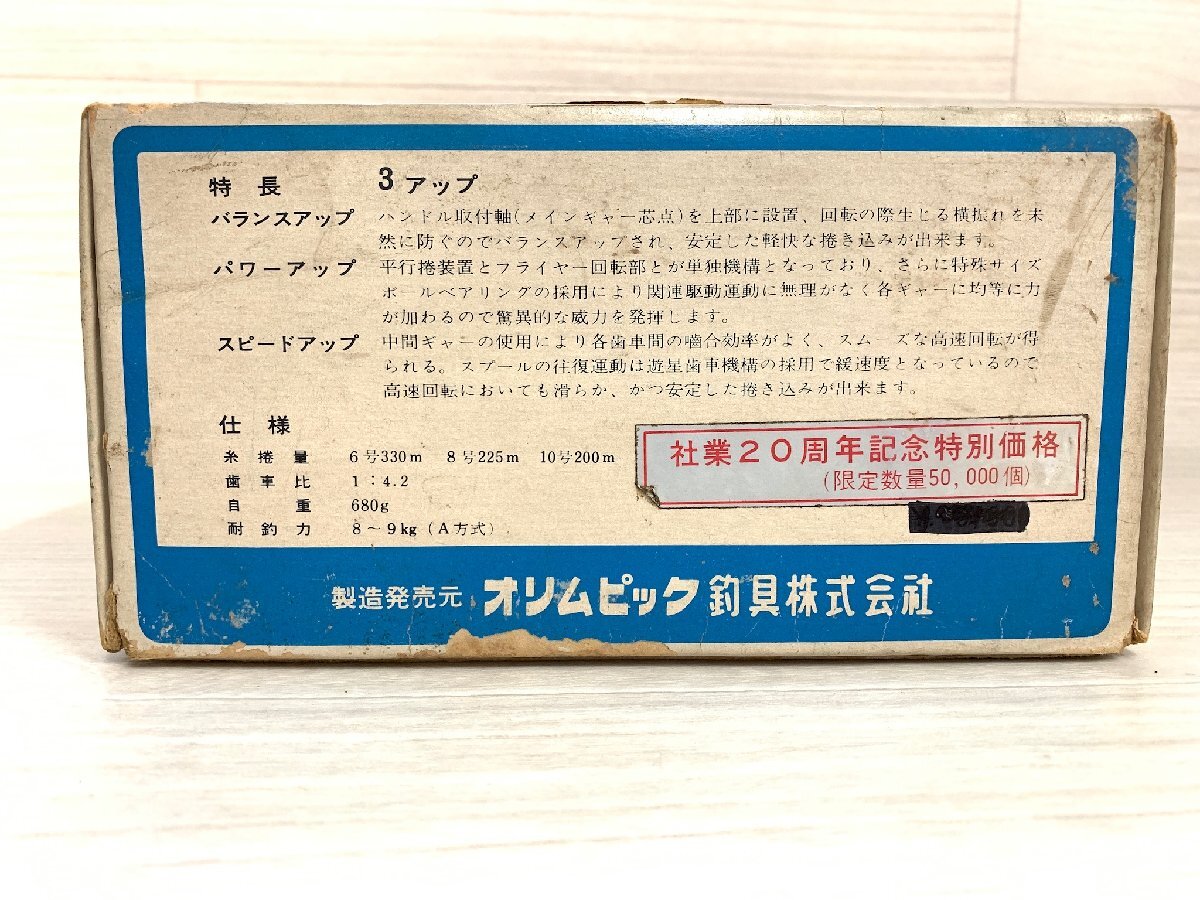 特長 3アップ
バランスアップ ハンドル取付軸(メインギャー芯点)を上部に設置、回転の際生じる横振れを未
然に防ぐのでバランスアップされ、安定した軽快な捲き込みが出来ます。
パワーアップ 平行捲装置とフライヤー回転部とが単独機構となっており、さらに特殊サイズ
ボールベアリングの採用により関連駆動運動に無理がなく各ギャーに均等に力
が加わるので驚異的な威力を発揮します。
スピードアップ 中間ギャーの使用により各歯車間の嚙合効率がよく、スムーズな高速回転が得
られる。スプールの往復運動は遊星歯車機構の採用で緩速度となっているので、
高速回転においても滑らか、かつ安定した捲き込みが出来ます。
仕様
糸捲量 6号330m 8号225m 10号200m
歯車比 1:4.2
自重 680g
耐釣力 8~9kg(A方式)
社業20周年記念特別価格
(限定数量50,000個)
製造発売元 オリムピック釣具株式会社